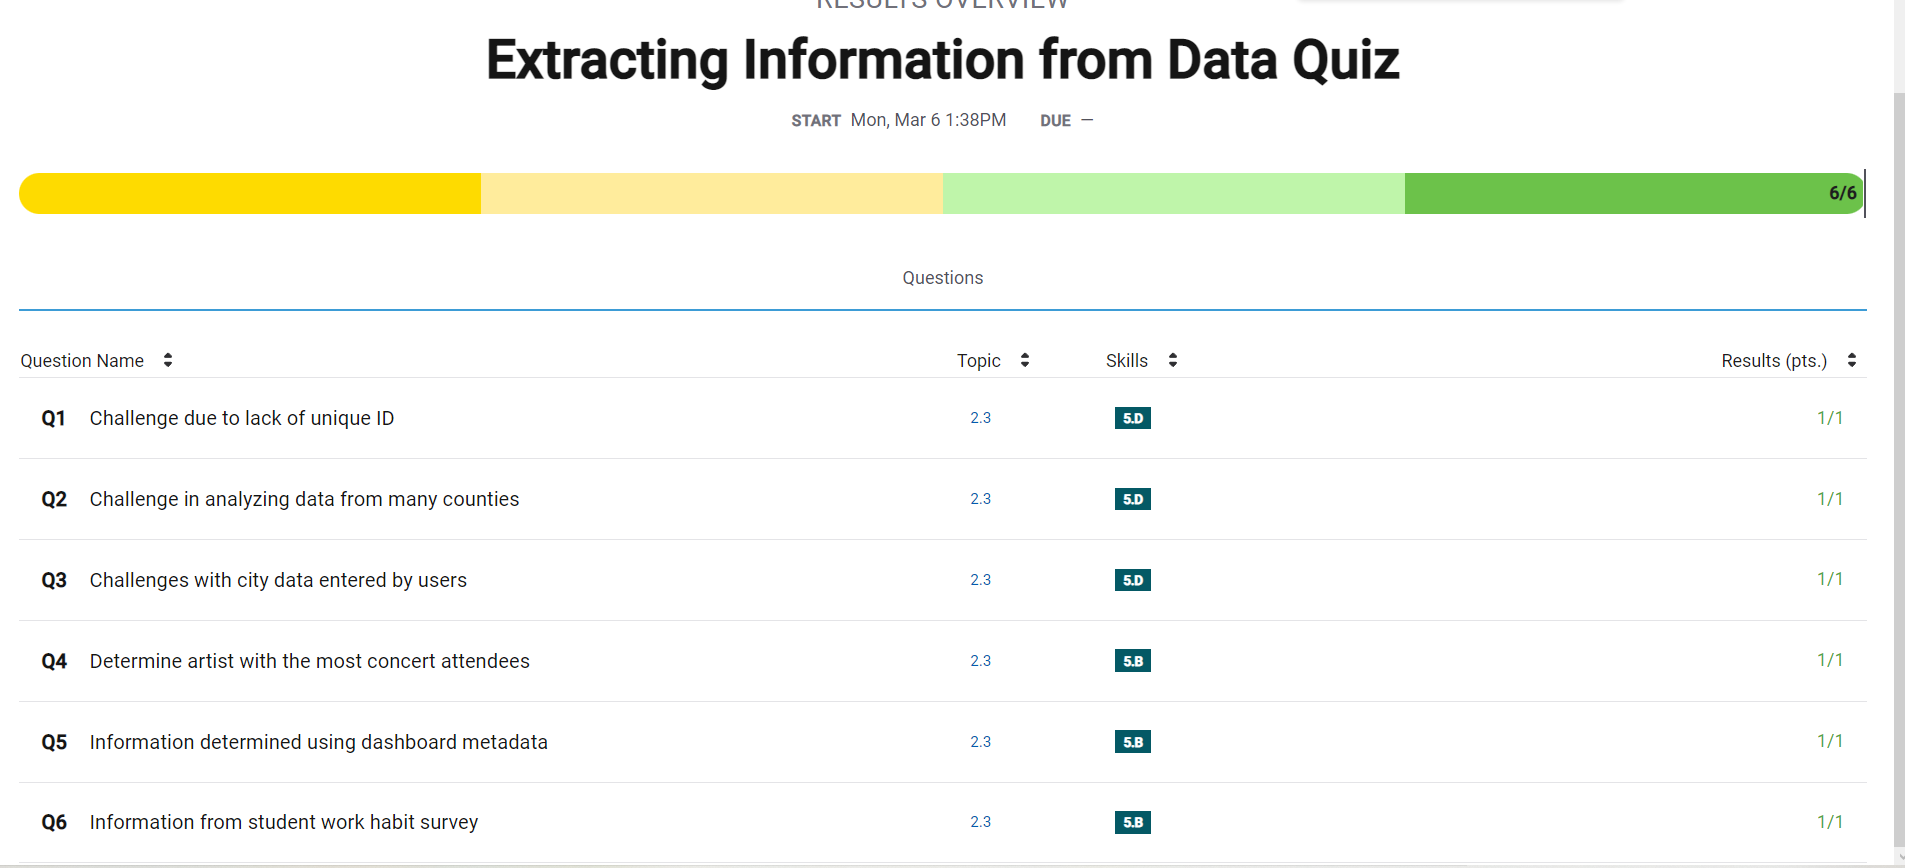 RESULTS OVERVIEW
Extracting Information from Data Quiz
START Mon, Mar 6 1:38PM DUE —
6/6
Questions
Question Name Topic Skills Results (pts.)
Q1 Challenge due to lack of unique ID 2.3 5.D 1/1
Q2 Challenge in analyzing data from many counties 2.3 5.D 1/1
Q3 Challenges with city data entered by users 2.3 5.D 1/1
Q4 Determine artist with the most concert attendees 2.3 5.B 1/1
Q5 Information determined using dashboard metadata 2.3 5.B 1/1
Q6 Information from student work habit survey 2.3 5.B 1/1